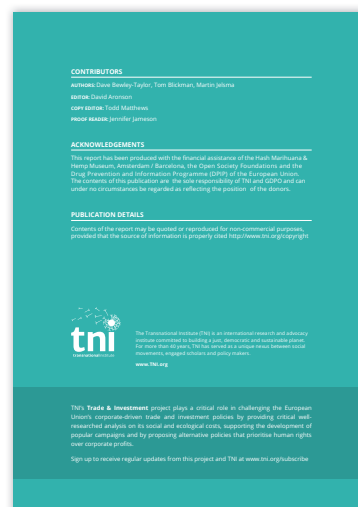 CONTRIBUTORS
AUTHORS: Dave Bewley-Taylor, Tom Blickman, Martin Jelsma
EDITOR: David Aronson
COPY EDITOR: Todd Matthews
PROOF READER: Jennifer Jameson
ACKNOWLEDGEMENTS
This report has been produced with the financial assistance of the Hash Marihuana &
Hemp Museum, Amsterdam / Barcelona, the Open Society Foundations and the
Drug Prevention and Information Programme (DPIP) of the European Union.
The contents of this publication are the sole responsibility of TNI and GDPO and can
under no circumstances be regarded as reflecting the position of the donors.
PUBLICATION DETAILS
Contents of the report may be quoted or reproduced for non-commercial purposes,
provided that the source of information is properly cited http://www.tni.org/copyright
tni
transnationalinstitute
The Transnational Institute (TNI) is an international research and advocacy
institute committed to building a just, democratic and sustainable planet.
For more than 40 years, TNI has served as a unique nexus between social
movements, engaged scholars and policy makers.
www.TNI.org
TNI's Trade & Investment project plays a critical role in challenging the European
Union's corporate-driven trade and investment policies by providing critical well-
researched analysis on its social and ecological costs, supporting the development of
popular campaigns and by proposing alternative policies that prioritise human rights
over corporate profits.
Sign up to receive regular updates from this project and TNI at www.tni.org/subscribe